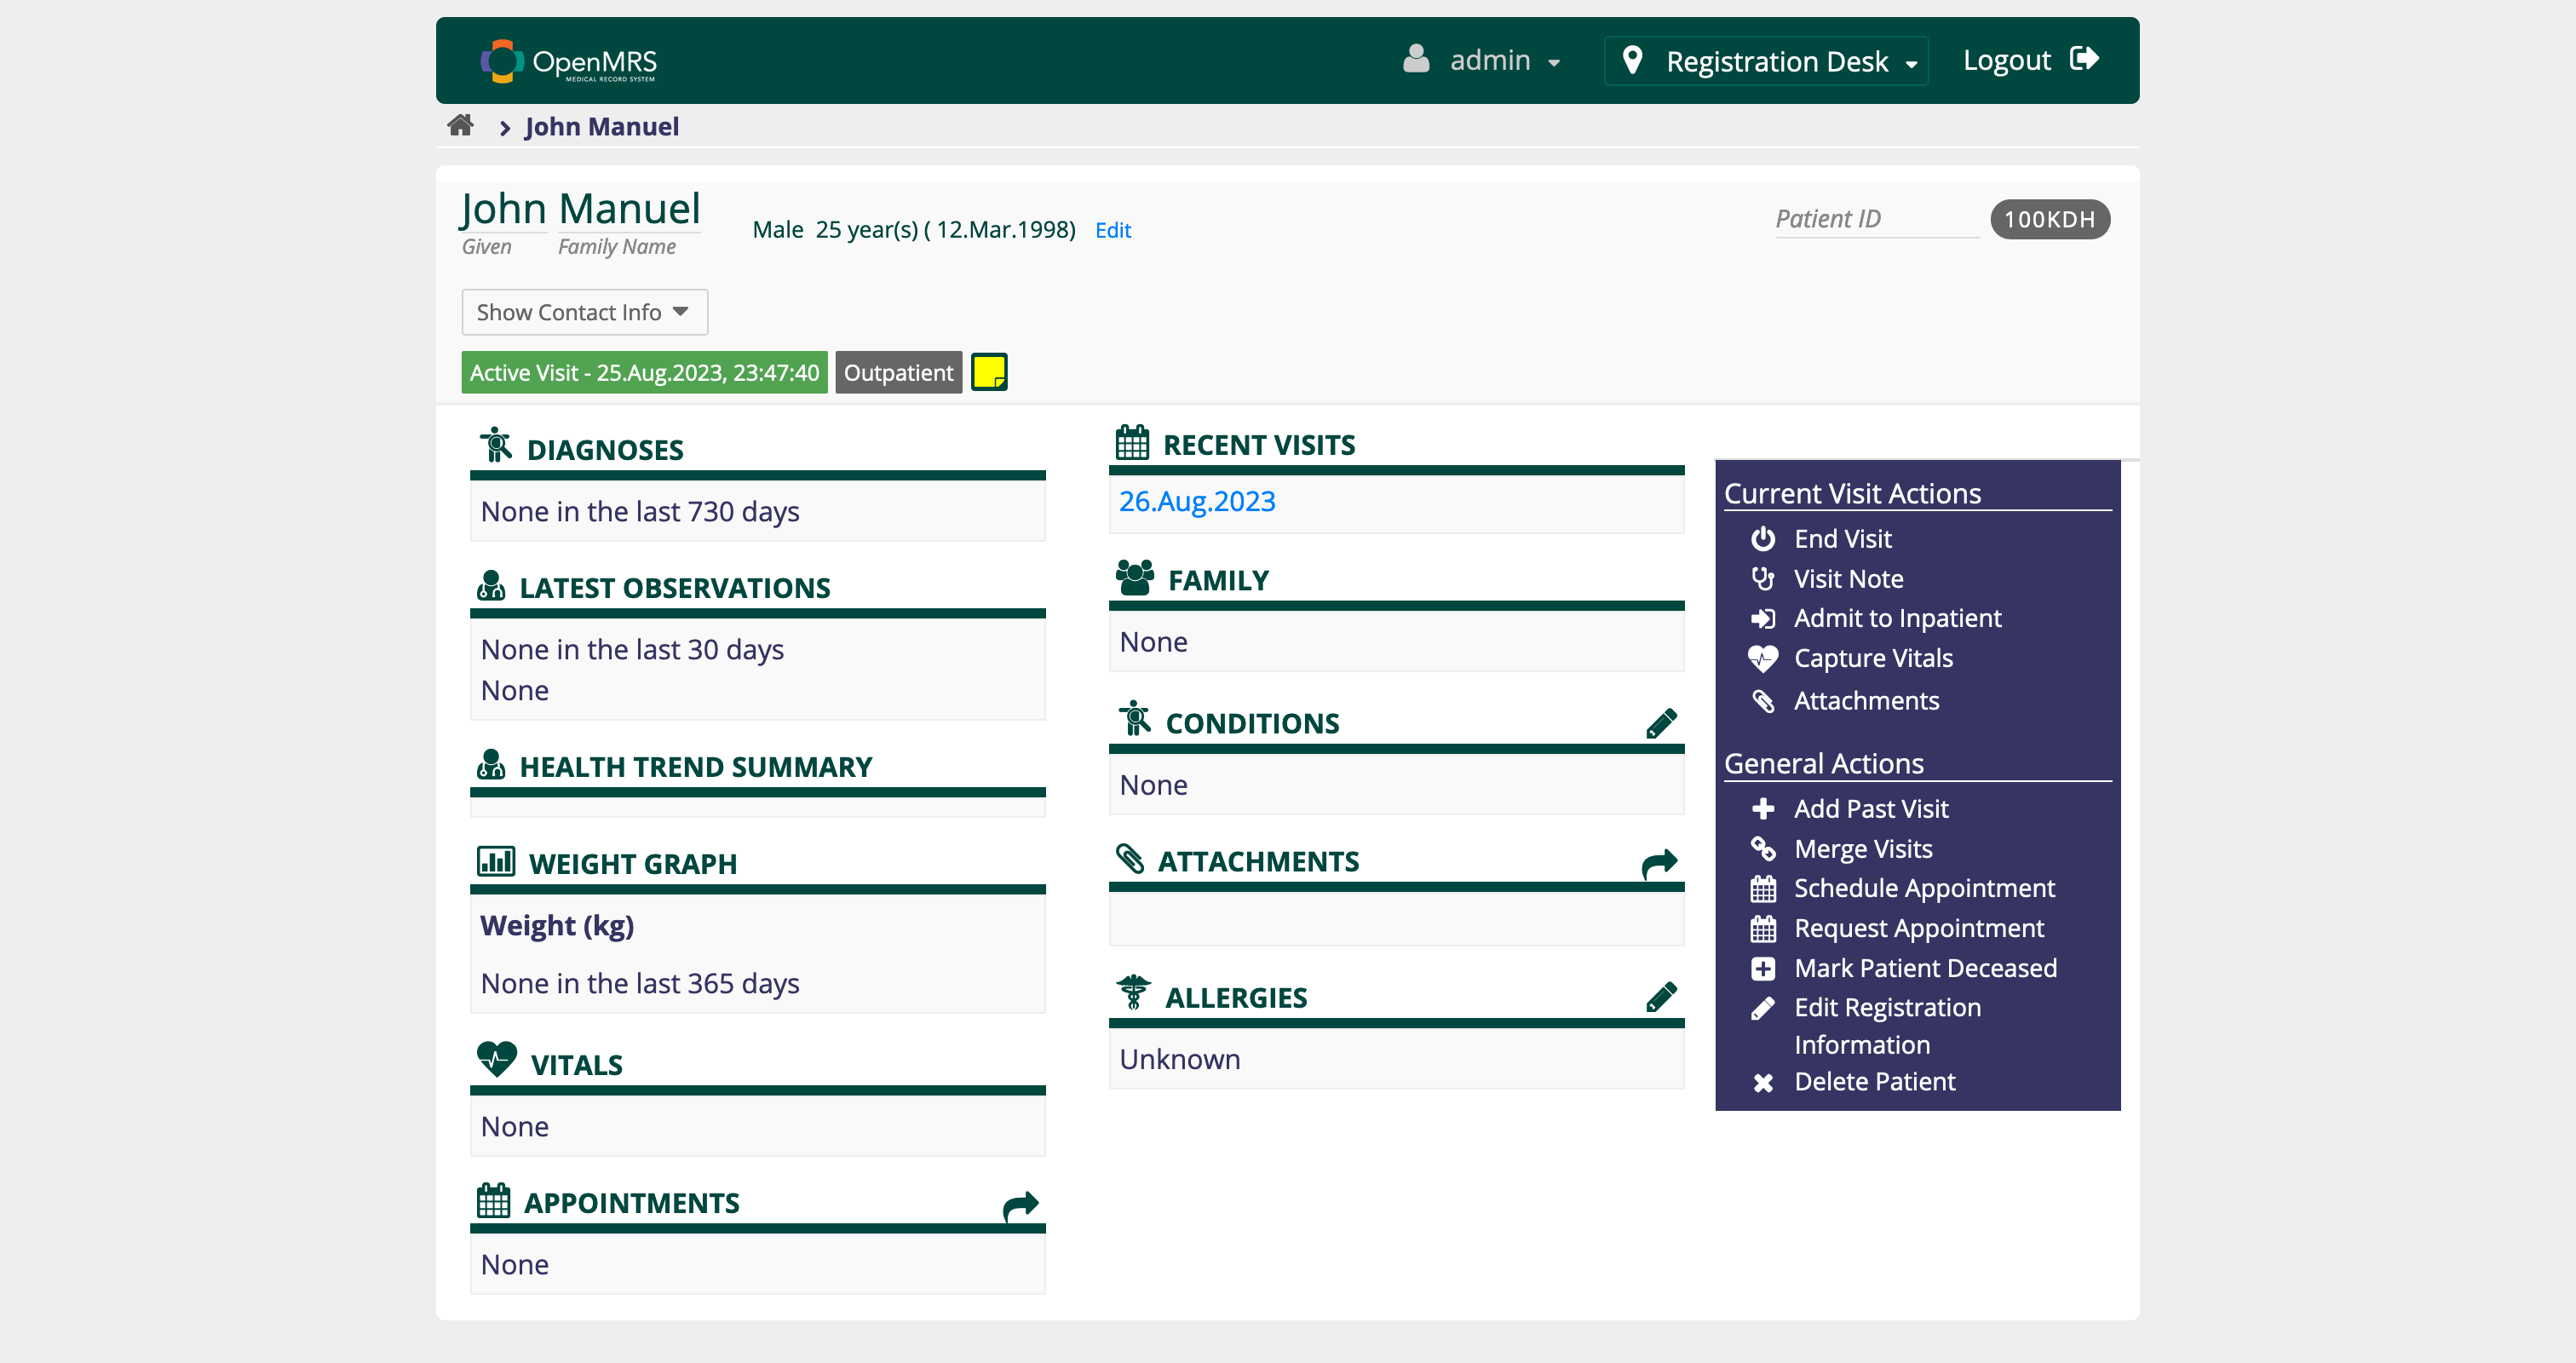 OpenMRS
MEDICAL RECORD SYSTEM
admin
Registration Desk
Logout
John Manuel
John Manuel
Given Family Name
Male 25 year(s) ( 12.Mar.1998) Edit
Patient ID 100KDH
Show Contact Info
Active Visit - 25.Aug.2023, 23:47:40 Outpatient
DIAGNOSES
None in the last 730 days
LATEST OBSERVATIONS
None in the last 30 days
None
HEALTH TREND SUMMARY
WEIGHT GRAPH
Weight (kg)
None in the last 365 days
VITALS
None
APPOINTMENTS
None
RECENT VISITS
26.Aug.2023
FAMILY
None
CONDITIONS
None
ATTACHMENTS
ALLERGIES
Unknown
Current Visit Actions
End Visit
Visit Note
Admit to Inpatient
Capture Vitals
Attachments
General Actions
Add Past Visit
Merge Visits
Schedule Appointment
Request Appointment
Mark Patient Deceased
Edit Registration
Information
Delete Patient